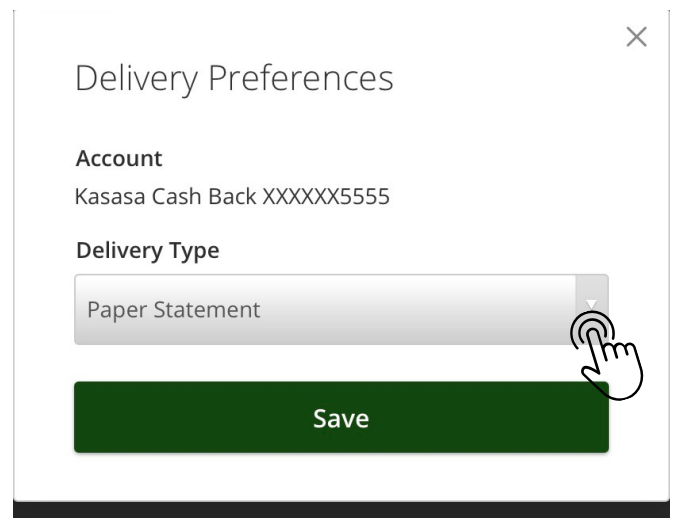 Delivery Preferences
Account
Kasasa Cash Back XXXXXX5555
Delivery Type
Paper Statement
Save